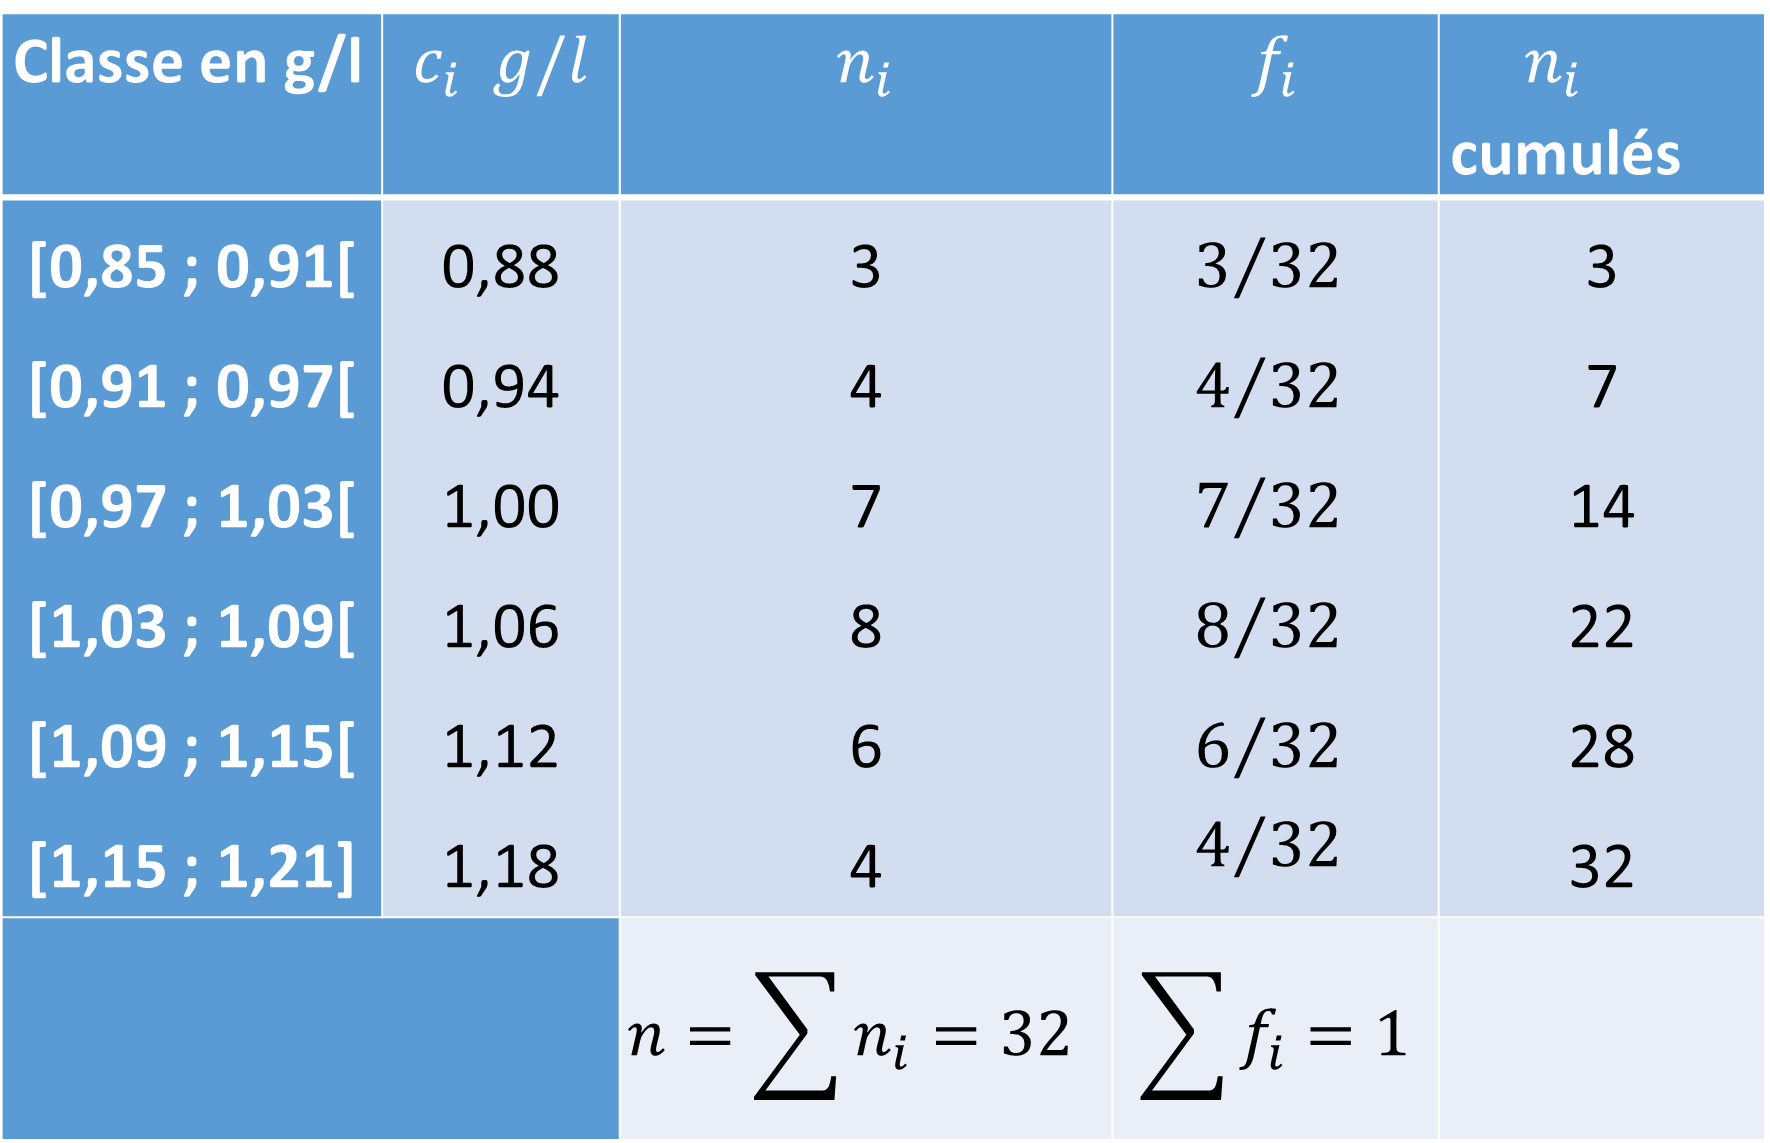 Classe en g/l c_i g/l n_i f_i n_i cumulés
[0,85 ; 0,91[ 0,88 3 3/32 3
[0,91 ; 0,97[ 0,94 4 4/32 7
[0,97 ; 1,03[ 1,00 7 7/32 14
[1,03 ; 1,09[ 1,06 8 8/32 22
[1,09 ; 1,15[ 1,12 6 6/32 28
[1,15 ; 1,21] 1,18 4 4/32 32
n = ∑ n_i = 32 ∑ f_i = 1